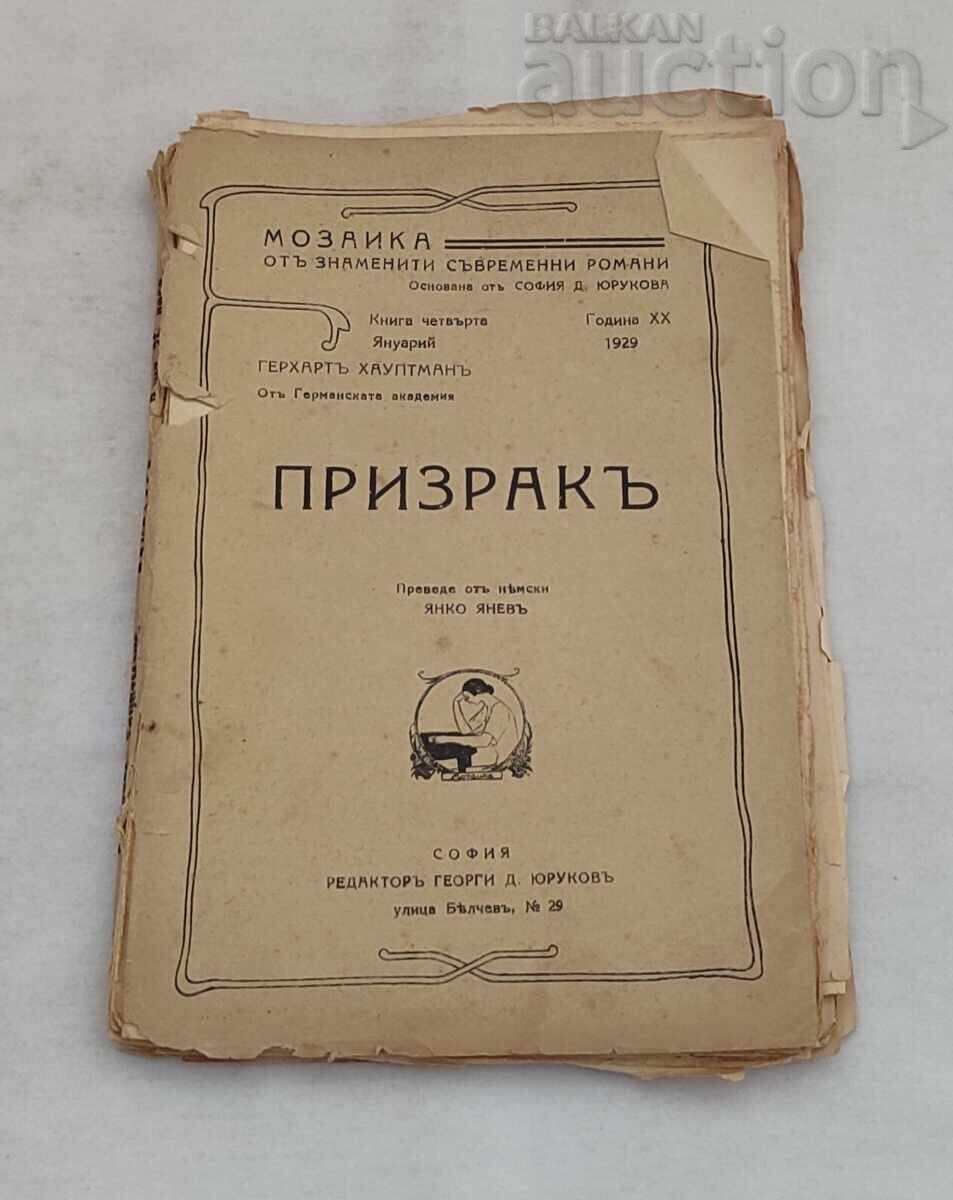 BALKAN
auction
МОЗАИКА
ОТЪ ЗНАМЕНИТИ СЪВРЕМЕННИ РОМАНИ
Основана отъ СОФИЯ Д. ЮРУКОВА
Книга четвърта Година XX
Януарий 1929
ГЕРХАРТЪ ХАУПТМАНЪ
Отъ Германската академия
ПРИЗРАКЪ
Преведе отъ нѣмски
ЯНКО ЯНЕВЪ
СОФИЯ
РЕДАКТОРЪ ГЕОРГИ Д. ЮРУКОВЪ
улица Бѣлчевъ, № 29